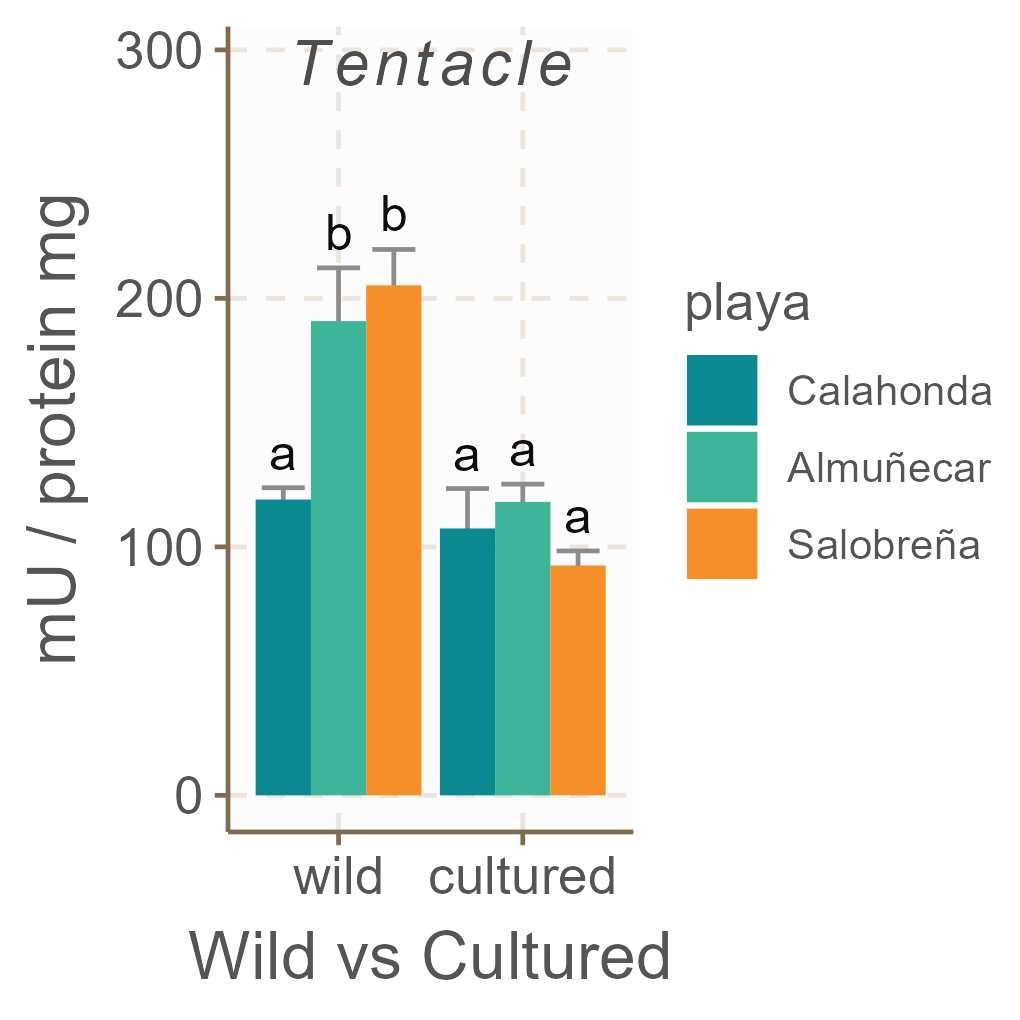 Tentacle
mU / protein mg
300
200
100
0
b
b
a
a
a
a
wild
cultured
Wild vs Cultured
playa
Calahonda
Almuñecar
Salobreña